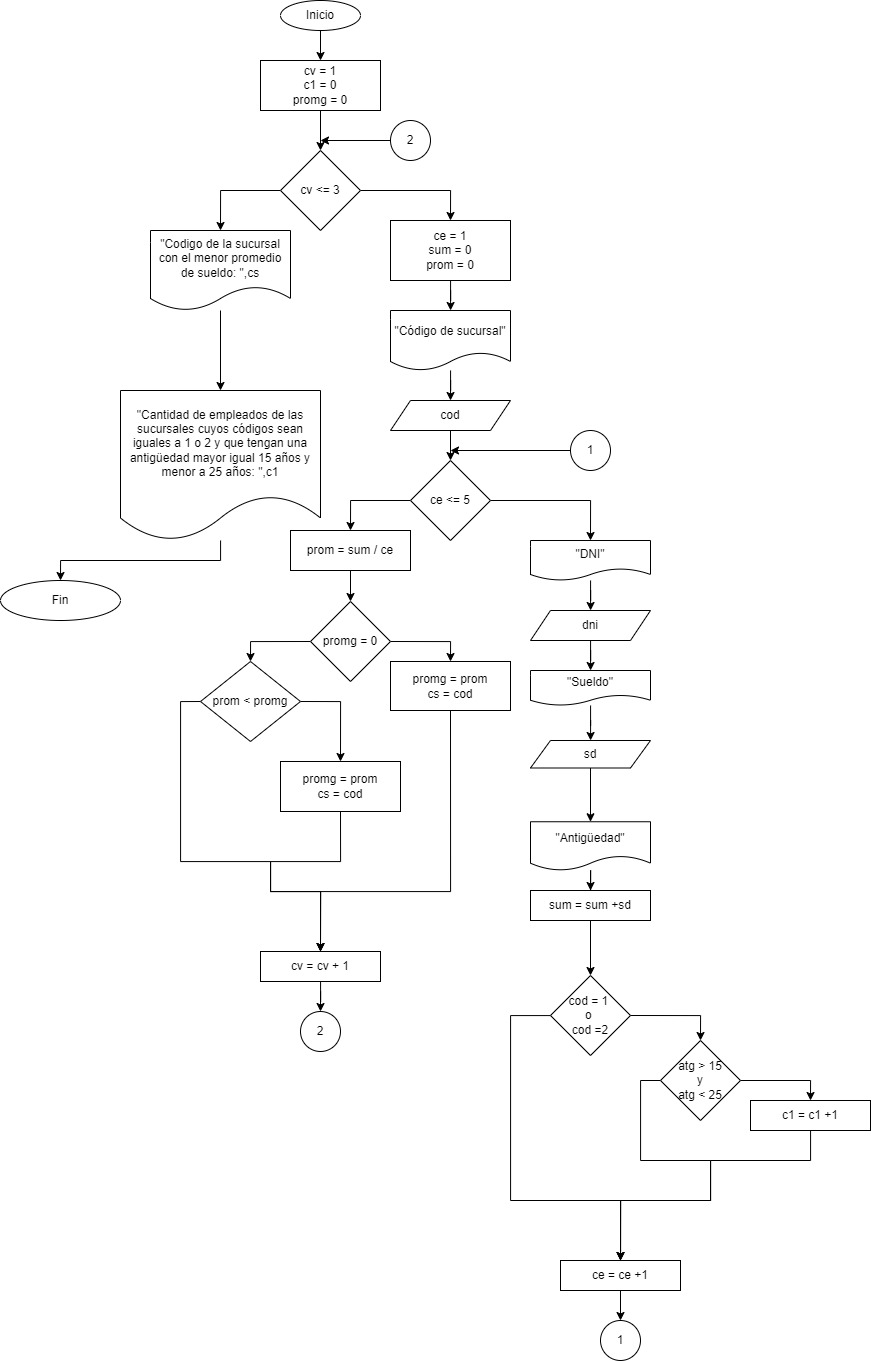 Inicio
cv = 1
c1 = 0
promg = 0
2
cv <= 3
"Codigo de la sucursal
con el menor promedio
de sueldo: ",cs
ce = 1
sum = 0
prom = 0
"Código de sucursal"
"Cantidad de empleados de las
sucursales cuyos códigos sean
iguales a 1 o 2 y que tengan una
antigüedad mayor igual 15 años y
menor a 25 años: ",c1
cod
1
ce <= 5
prom = sum / ce
"DNI"
Fin
dni
promg = 0
"Sueldo"
promg = prom
cs = cod
prom < promg
sd
promg = prom
cs = cod
"Antigüedad"
sum = sum +sd
cv = cv + 1
cod = 1
o
cod =2
2
atg > 15
y
atg < 25
c1 = c1 +1
ce = ce +1
1